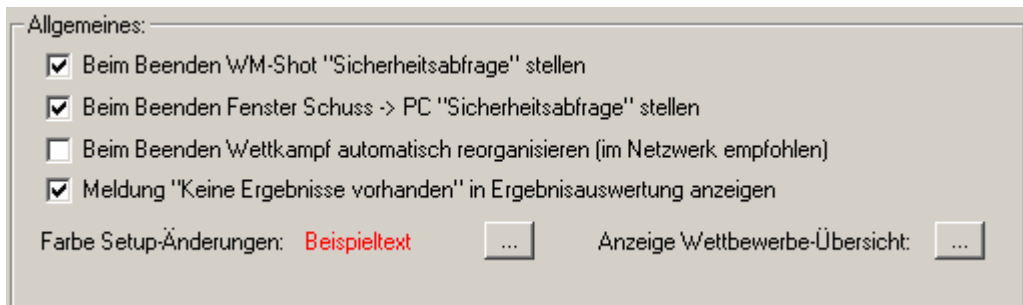 Allgemeines:
Beim Beenden WM-Shot "Sicherheitsabfrage" stellen
Beim Beenden Fenster Schuss -> PC "Sicherheitsabfrage" stellen
Beim Beenden Wettkampf automatisch reorganisieren (im Netzwerk empfohlen)
Meldung "Keine Ergebnisse vorhanden" in Ergebnisauswertung anzeigen
Farbe Setup-Änderungen: Beispieltext ... Anzeige Wettbewerbe-Übersicht: ...